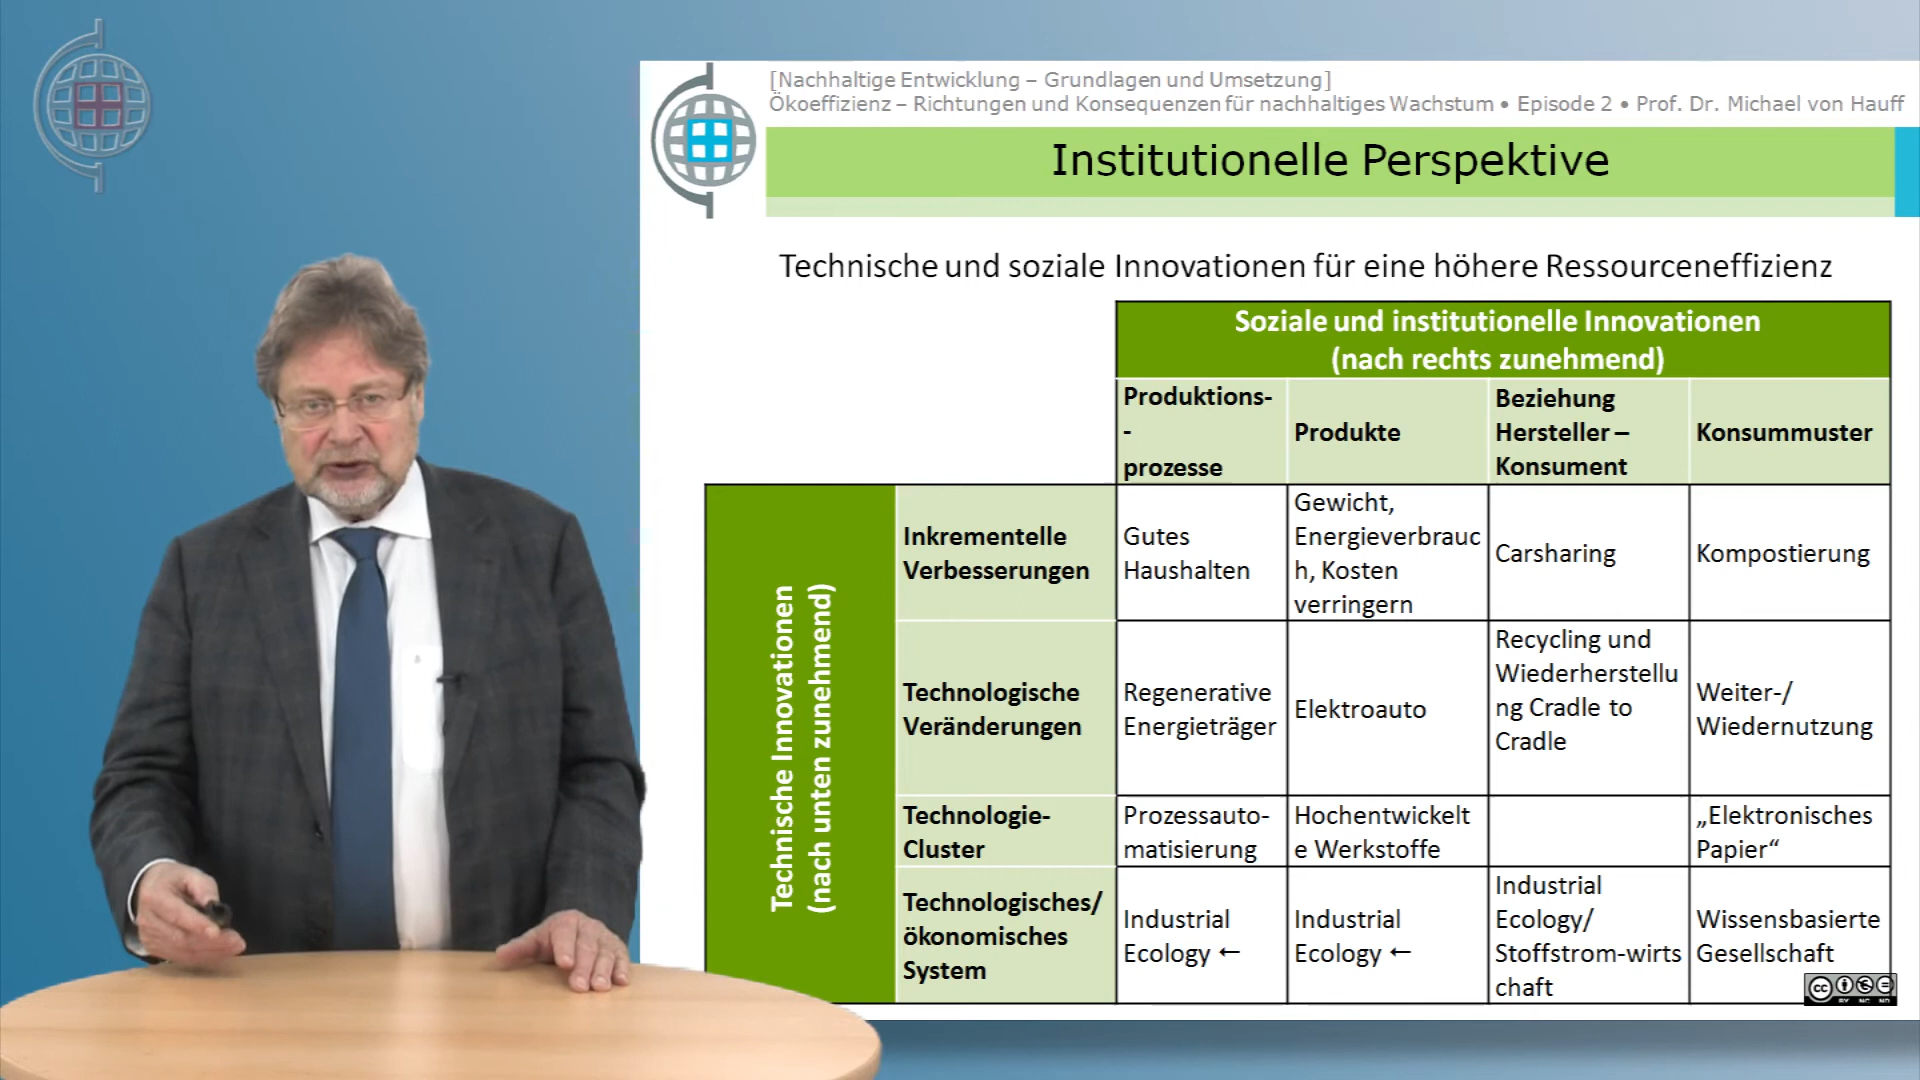 [Nachhaltige Entwicklung – Grundlagen und Umsetzung]
Ökoeffizienz – Richtungen und Konsequenzen für nachhaltiges Wachstum • Episode 2 • Prof. Dr. Michael von Hauff
Institutionelle Perspektive
Technische und soziale Innovationen für eine höhere Ressourceneffizienz
Soziale und institutionelle Innovationen
(nach rechts zunehmend)
Produktions-
-
prozesse
Produkte
Beziehung
Hersteller –
Konsument
Konsummuster
Technische Innovationen
(nach unten zunehmend)
Inkrementelle
Verbesserungen
Gutes
Haushalten
Gewicht,
Energieverbrauc
h, Kosten
verringern
Carsharing
Kompostierung
Technologische
Veränderungen
Regenerative
Energieträger
Elektroauto
Recycling und
Wiederherstellu
ng Cradle to
Cradle
Weiter-/
Wiedernutzung
Technologie-
Cluster
Prozessauto-
matisierung
Hochentwickelt
e Werkstoffe
„Elektronisches
Papier“
Technologisches/
ökonomisches
System
Industrial
Ecology ←
Industrial
Ecology ←
Industrial
Ecology/
Stoffstrom-wirts
chaft
Wissensbasierte
Gesellschaft
cc
BY NC ND